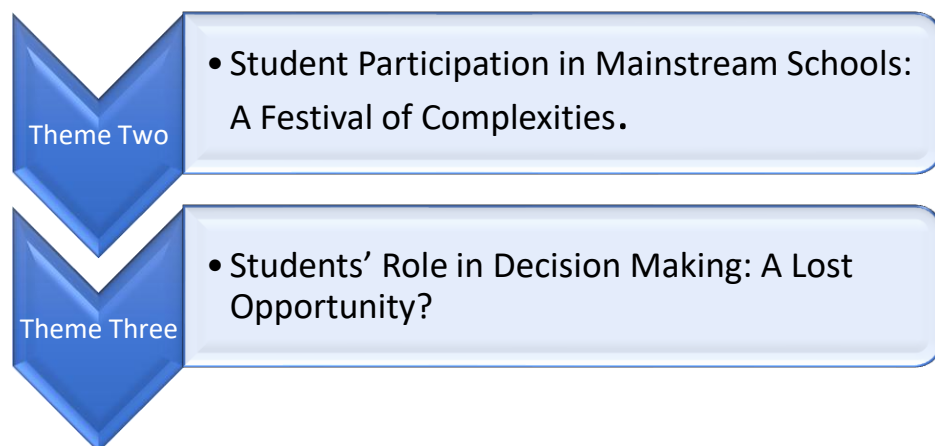 Theme Two
• Student Participation in Mainstream Schools:
A Festival of Complexities.
Theme Three
• Students’ Role in Decision Making: A Lost
Opportunity?